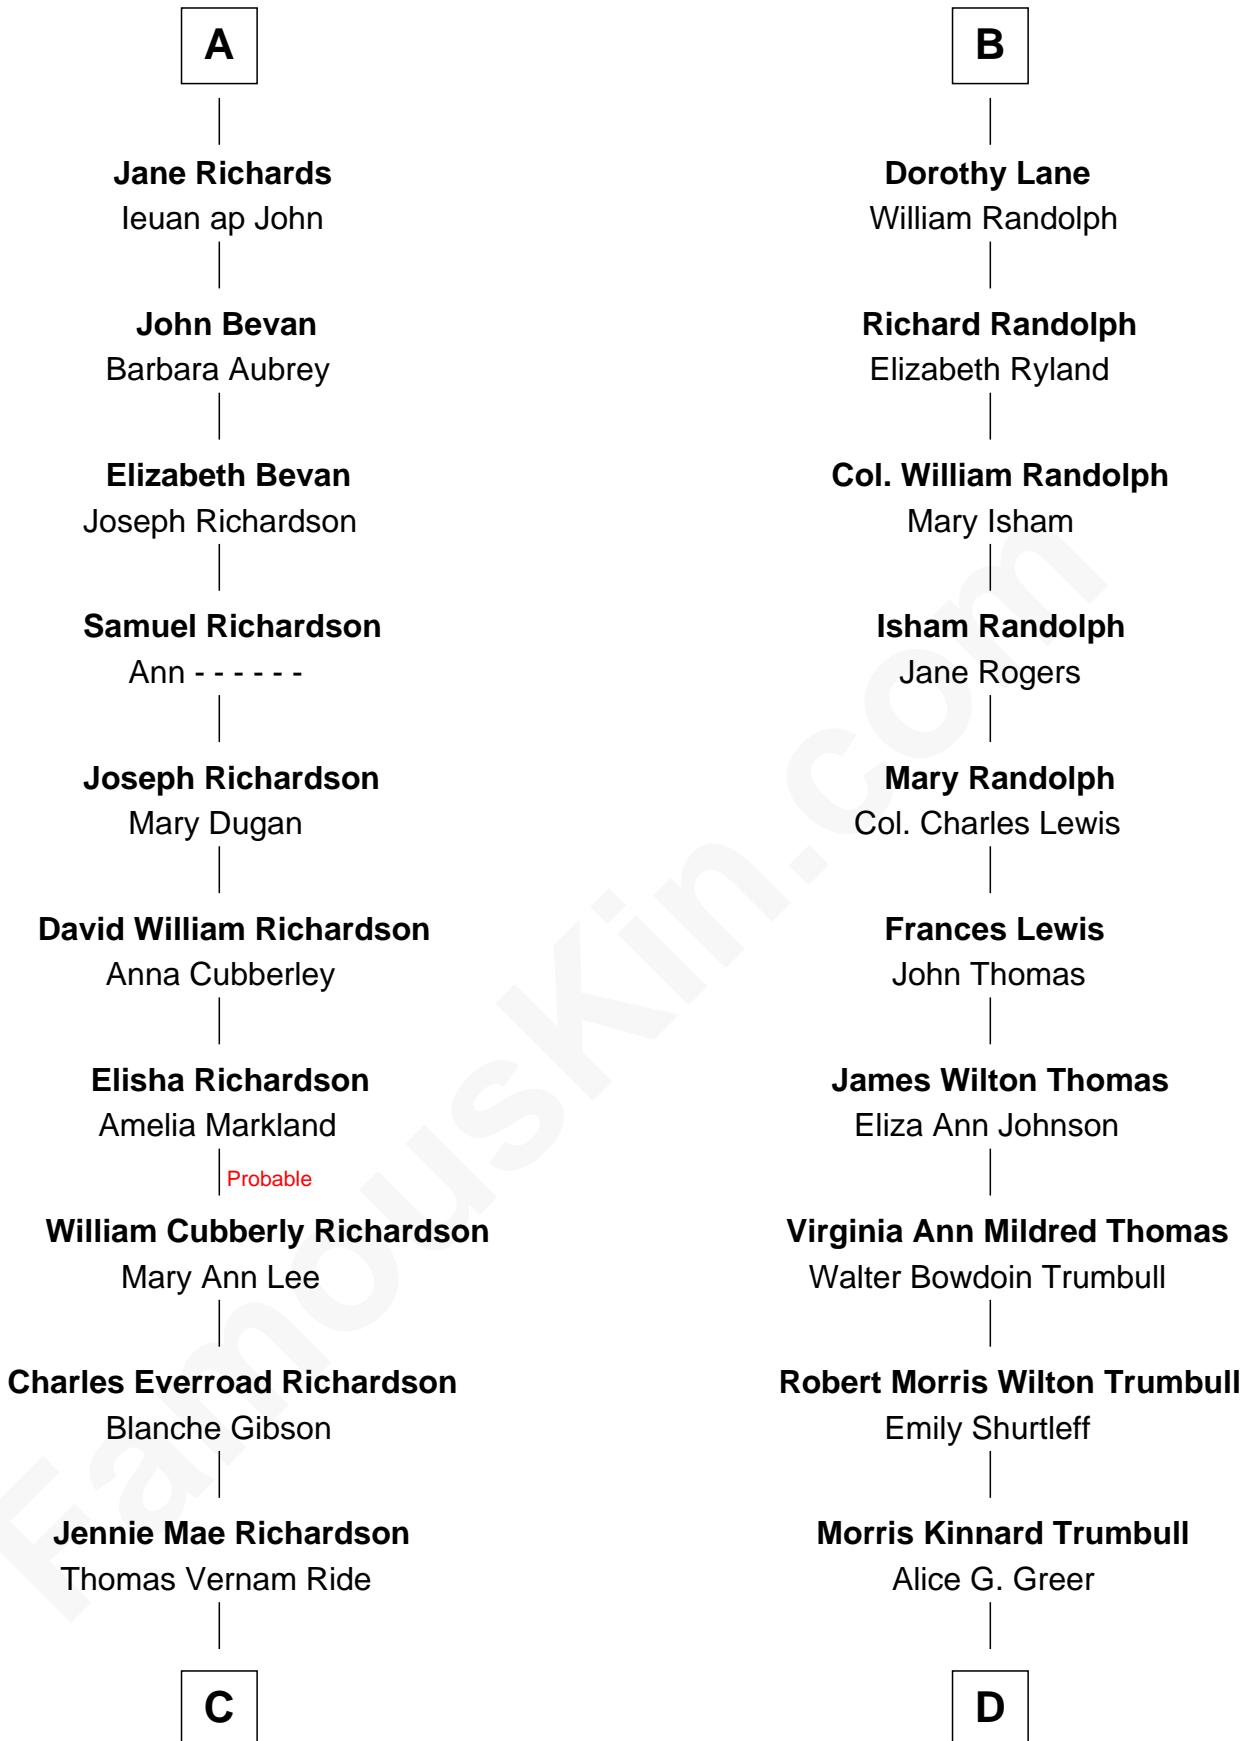 A
Jane Richards
Ieuan ap John
John Bevan
Barbara Aubrey
Elizabeth Bevan
Joseph Richardson
Samuel Richardson
Ann - - - - - -
Joseph Richardson
Mary Dugan
David William Richardson
Anna Cubberley
Elisha Richardson
Amelia Markland
Probable
William Cubberly Richardson
Mary Ann Lee
Charles Everroad Richardson
Blanche Gibson
Jennie Mae Richardson
Thomas Vernam Ride
C
B
Dorothy Lane
William Randolph
Richard Randolph
Elizabeth Ryland
Col. William Randolph
Mary Isham
Isham Randolph
Jane Rogers
Mary Randolph
Col. Charles Lewis
Frances Lewis
John Thomas
James Wilton Thomas
Eliza Ann Johnson
Virginia Ann Mildred Thomas
Walter Bowdoin Trumbull
Robert Morris Wilton Trumbull
Emily Shurtleff
Morris Kinnard Trumbull
Alice G. Greer
D
FamousKin.com